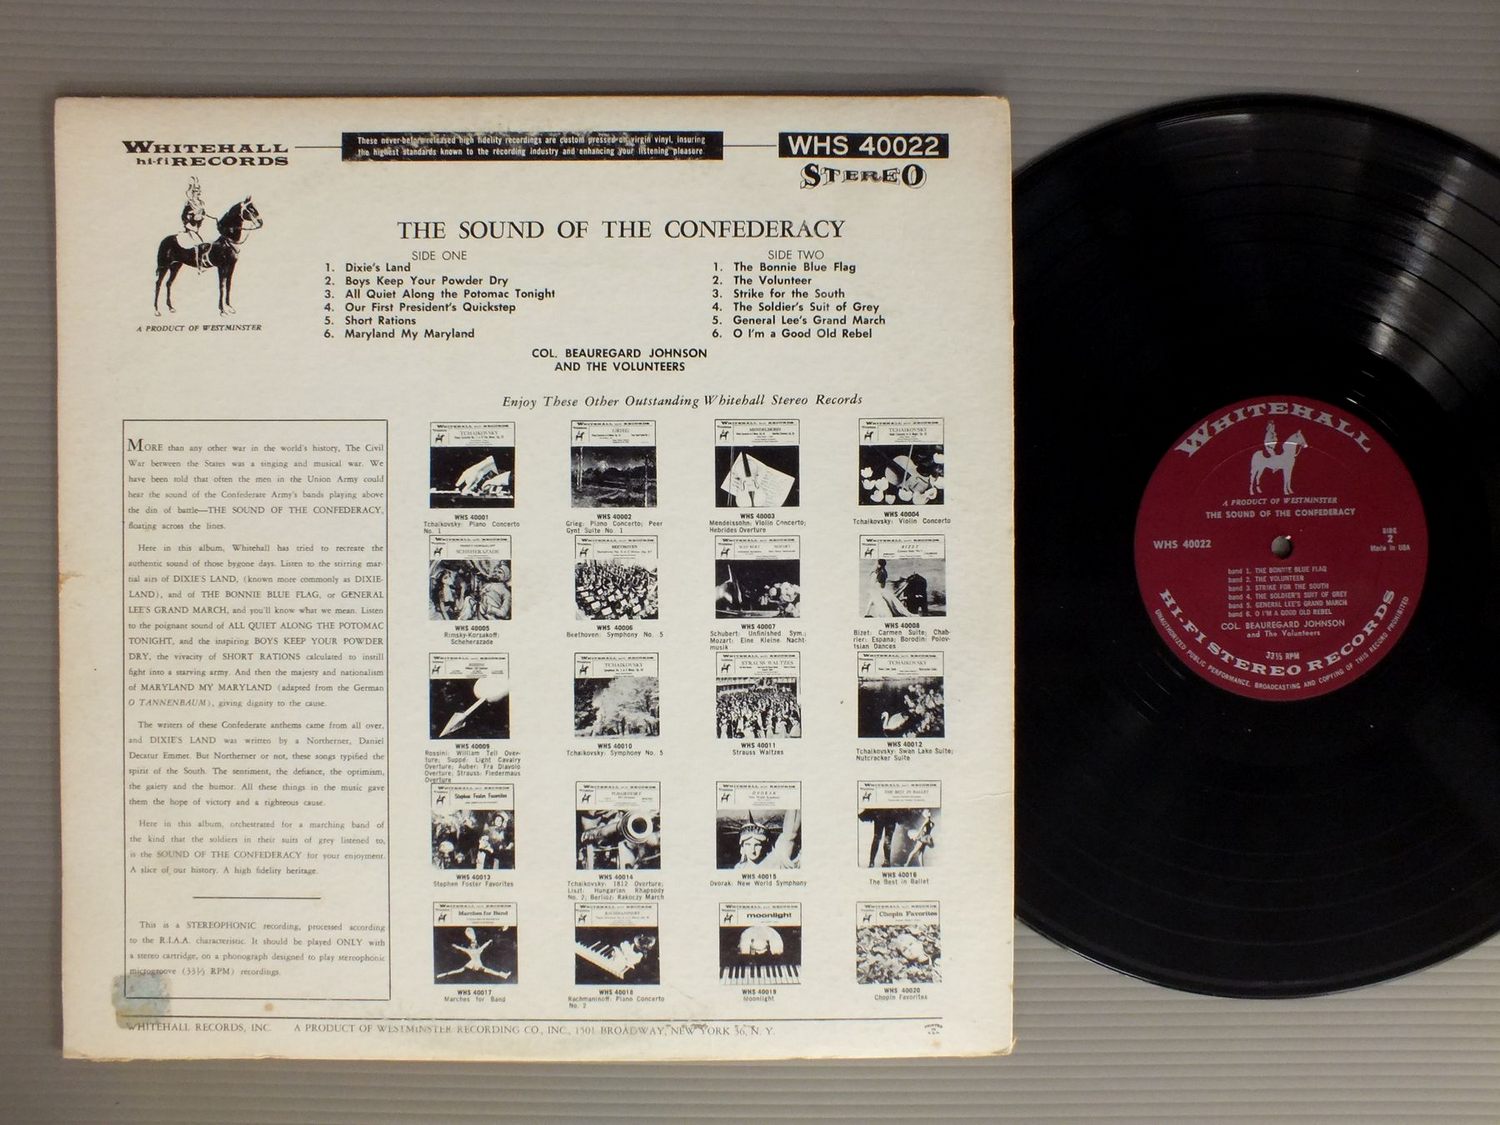 WHITEHALL
hi-fi RECORDS
These never-before-released high fidelity recordings are custom pressed on virgin vinyl, insuring
the highest standards known to the recording industry and enhancing your listening pleasure
WHS 40022
STEREO
A PRODUCT OF WESTMINSTER
THE SOUND OF THE CONFEDERACY
SIDE ONE
1. Dixie's Land
2. Boys Keep Your Powder Dry
3. All Quiet Along the Potomac Tonight
4. Our First President's Quickstep
5. Short Rations
6. Maryland My Maryland
SIDE TWO
1. The Bonnie Blue Flag
2. The Volunteer
3. Strike for the South
4. The Soldier's Suit of Grey
5. General Lee's Grand March
6. O I'm a Good Old Rebel
COL. BEAUREGARD JOHNSON
AND THE VOLUNTEERS
Enjoy These Other Outstanding Whitehall Stereo Records
MORE than any other war in the world's history, The Civil
War between the States was a singing and musical war. We
have been told that often the men in the Union Army could
hear the sound of the Confederate Army's bands playing above
the din of battle—THE SOUND OF THE CONFEDERACY,
floating across the lines.
Here in this album, Whitehall has tried to recreate the
authentic sound of those bygone days. Listen to the stirring mar-
tial airs of DIXIE'S LAND, (known more commonly as DIXIE-
LAND), and of THE BONNIE BLUE FLAG, or GENERAL
LEE'S GRAND MARCH, and you'll know what we mean. Listen
to the poignant sound of ALL QUIET ALONG THE POTOMAC
TONIGHT, and the inspiring BOYS KEEP YOUR POWDER
DRY, the vivacity of SHORT RATIONS calculated to instill
fight into a starving army. And then the majesty and nationalism
of MARYLAND MY MARYLAND (adapted from the German
O TANNENBAUM), giving dignity to the cause.
The writers of these Confederate anthems came from all over,
and DIXIE'S LAND was written by a Northerner, Daniel
Decatur Emmet. But Northerner or not, these songs typified the
spirit of the South. The sentiment, the defiance, the optimism,
the gaiety and the humor. All these things in the music gave
them the hope of victory and a righteous cause.
Here in this album, orchestrated for a marching band of
the kind that the soldiers in their suits of grey listened to,
is the SOUND OF THE CONFEDERACY for your enjoyment.
A slice of our history. A high fidelity heritage.
This is a STEREOPHONIC recording, processed according
to the R.I.A.A. characteristic. It should be played ONLY with
a stereo cartridge, on a phonograph designed to play stereophonic
microgroove (33⅓ RPM) recordings.
WHS 40001
Tchaikovsky: Piano Concerto
No. 1
WHS 40002
Grieg: Piano Concerto; Peer
Gynt Suite No. 1
WHS 40003
Mendelssohn: Violin Concerto;
Hebrides Overture
WHS 40004
Tchaikovsky: Violin Concerto
WHS 40005
Rimsky-Korsakoff:
Scheherazade
WHS 40006
Beethoven: Symphony No. 5
WHS 40007
Schubert: Unfinished Sym.;
Mozart: Eine Kleine Nacht-
musik
WHS 40008
Bizet: Carmen Suite; Chab-
rier: Espana; Borodin: Polov-
tsian Dances
WHS 40009
Rossini: William Tell Over-
ture; Suppé: Light Cavalry
Overture; Auber: Fra Diavolo
Overture; Strauss: Fledermaus
Overture
WHS 40010
Tchaikovsky: Symphony No. 5
WHS 40011
Strauss Waltzes
WHS 40012
Tchaikovsky: Swan Lake Suite;
Nutcracker Suite
Stephen Foster Favorites
WHS 40013
Stephen Foster Favorites
WHS 40014
Tchaikovsky: 1812 Overture;
Liszt: Hungarian Rhapsody
No. 2; Berlioz: Rakoczy March
WHS 40015
Dvorak: New World Symphony
WHS 40016
The Best in Ballet
Marches for Band
WHS 40017
Marches for Band
WHS 40018
Rachmaninoff: Piano Concerto
No. 2
moonlight
WHS 40019
Moonlight
Chopin Favorites
WHS 40020
Chopin Favorites
WHITEHALL RECORDS, INC. A PRODUCT OF WESTMINSTER RECORDING CO., INC., 1501 BROADWAY, NEW YORK 36, N. Y.
WHITEHALL
A PRODUCT OF WESTMINSTER
THE SOUND OF THE CONFEDERACY
WHS 40022
SIDE
2
Made in USA
band 1. THE BONNIE BLUE FLAG
band 2. THE VOLUNTEER
band 3. STRIKE FOR THE SOUTH
band 4. THE SOLDIER'S SUIT OF GREY
band 5. GENERAL LEE'S GRAND MARCH
band 6. O I'M A GOOD OLD REBEL
COL. BEAUREGARD JOHNSON
and The Volunteers
33⅓ RPM
HI-FI STEREO RECORDS
UNAUTHORIZED PUBLIC PERFORMANCE, BROADCASTING AND COPYING OF THIS RECORD PROHIBITED